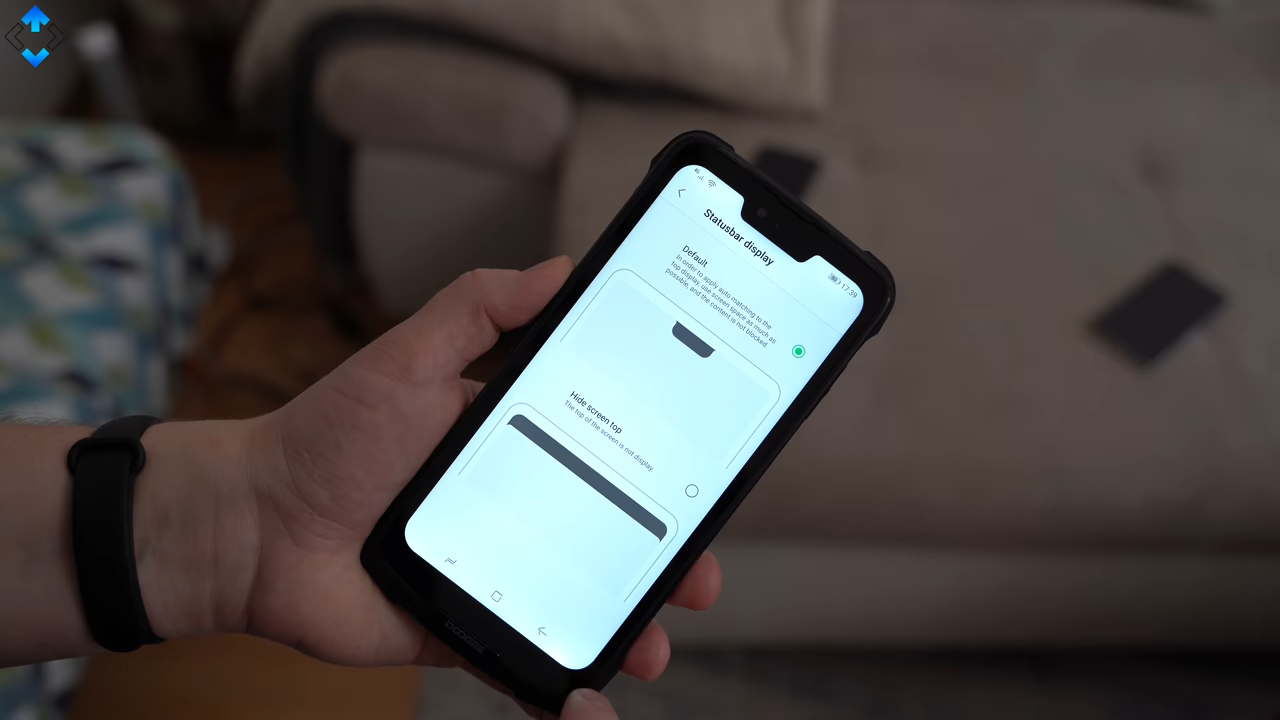 4G
17:39
Statusbar display
Default
In order to apply auto matching to the
top display, use screen space as much as
possible, and the content is not blocked.
Hide screen top
The top of the screen is not display.
DOOGEE